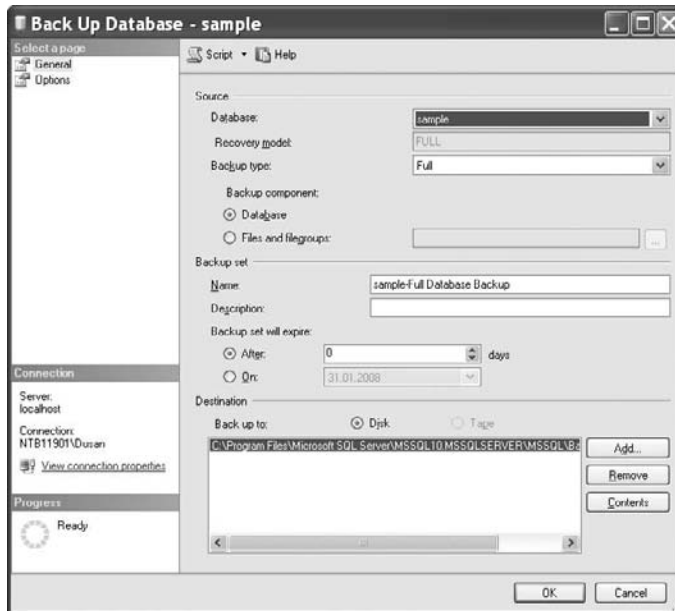 Back Up Database - sample
Select a page
General
Options
Script Help
Source
Database: sample
Recovery model: FULL
Backup type: Full
Backup component:
Database
Files and filegroups: ...
Backup set
Name: sample-Full Database Backup
Description:
Backup set will expire:
After: 0 days
On: 31.01.2008
Destination
Back up to: Disk Tape
C:\Program Files\Microsoft SQL Server\MSSQL10.MSSQLSERVER\MSSQL\Ba
Add...
Remove
Contents
Connection
Server:
localhost
Connection:
NTB11901\Dusan
View connection properties
Progress
Ready
OK Cancel